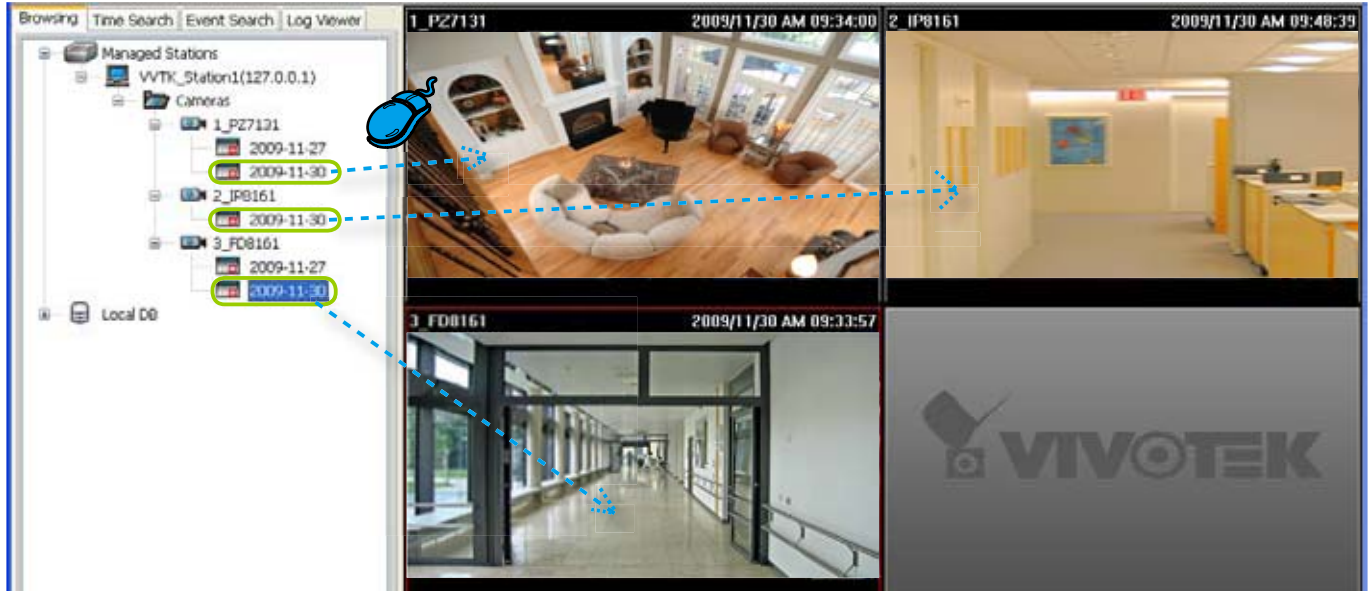 Browsing Time Search Event Search Log Viewer
Managed Stations
VVTK_Station1(127.0.0.1)
Cameras
1_PZ7131
2009-11-27
2009-11-30
2_IP8161
2009-11-30
3_FD8161
2009-11-27
2009-11-30
Local DB
1_PZ7131 2009/11/30 AM 09:34:00
2_IP8161 2009/11/30 AM 09:48:39
3_FD8161 2009/11/30 AM 09:33:57
VIVOTEK